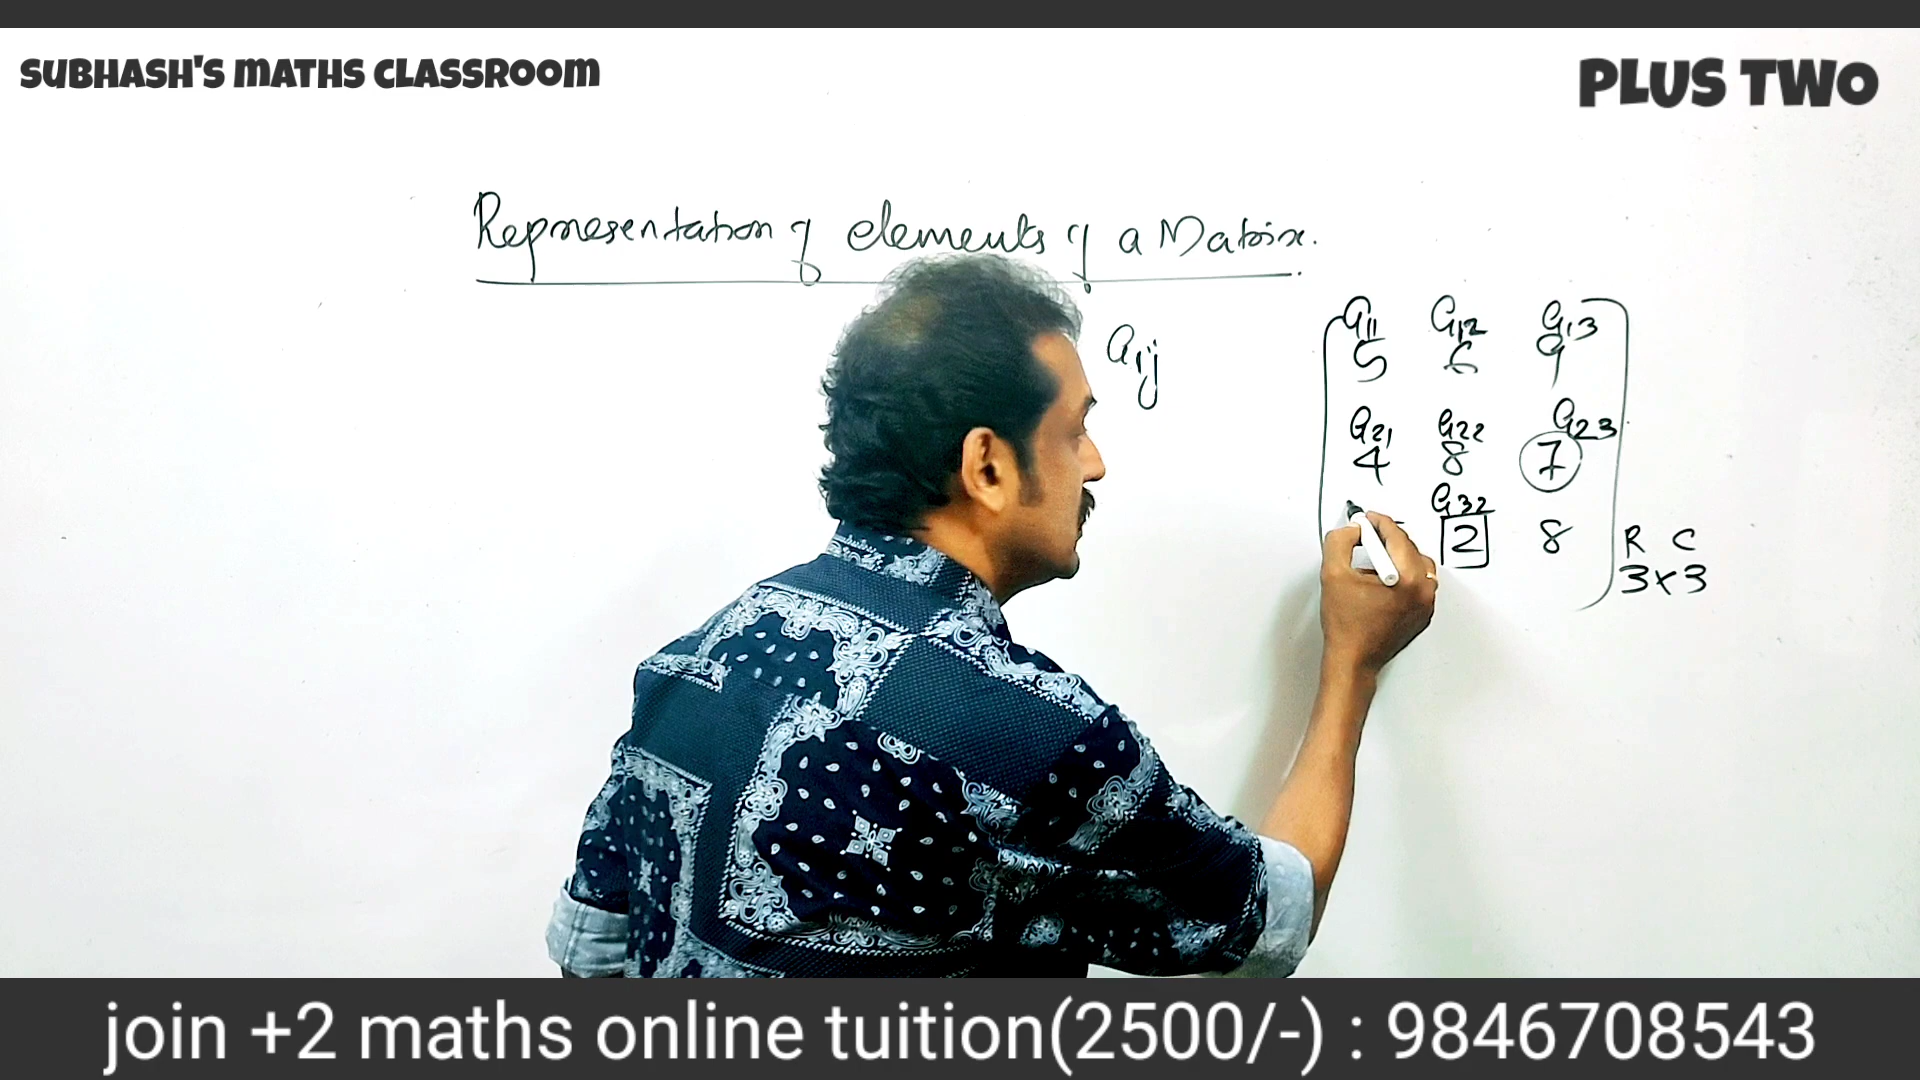 SUBHASH'S MATHS CLASSROOM
PLUS TWO
Representation of elements of a Matrix.
aij
a11 a12 a13
5 6 9
a21 a22 a23
4 8 7
a32
2 8
R C
3×3
join +2 maths online tuition(2500/-) : 9846708543